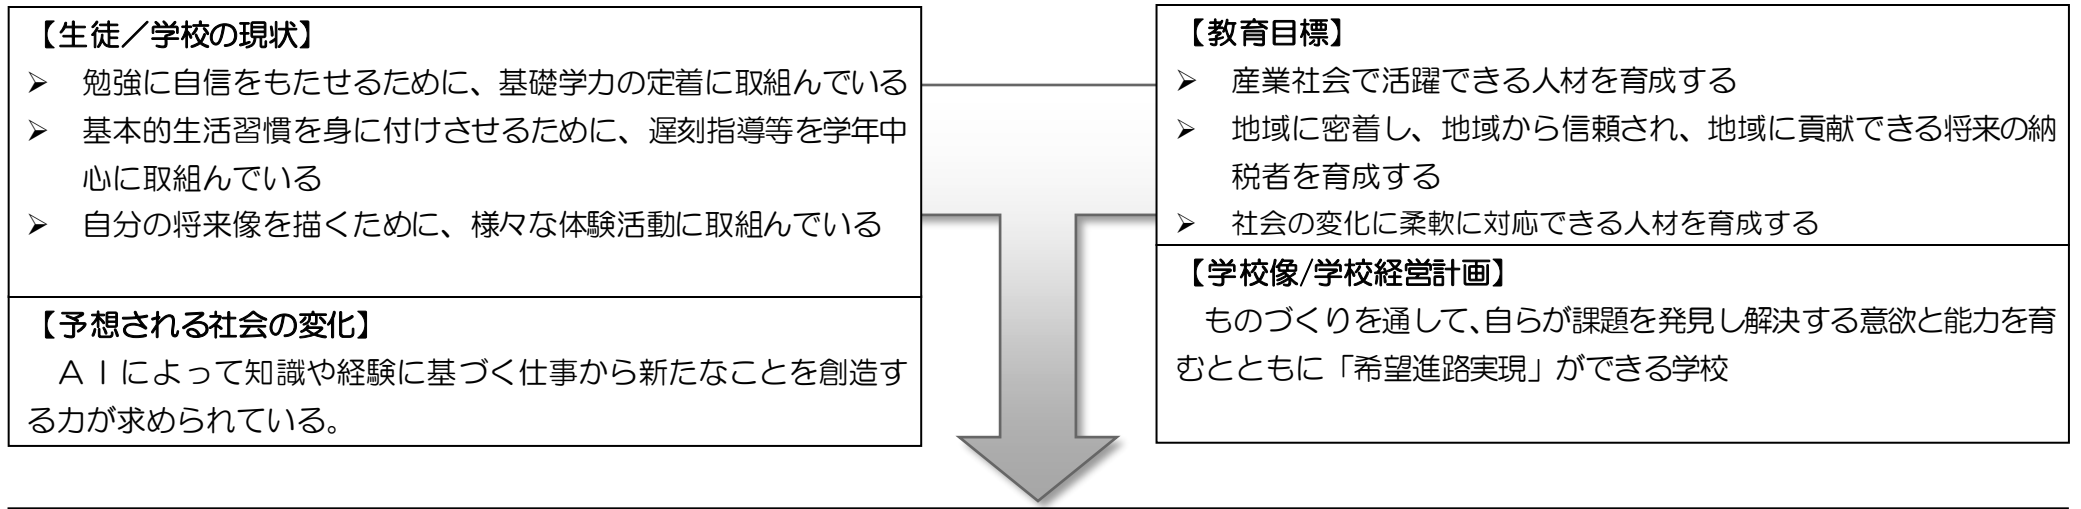 【生徒／学校の現状】
➢ 勉強に自信をもたせるために、基礎学力の定着に取組んでいる
➢ 基本的生活習慣を身に付けさせるために、遅刻指導等を学年中
心に取組んでいる
➢ 自分の将来像を描くために、様々な体験活動に取組んでいる
【予想される社会の変化】
ＡＩによって知識や経験に基づく仕事から新たなことを創造す
る力が求められている。
【教育目標】
➢ 産業社会で活躍できる人材を育成する
➢ 地域に密着し、地域から信頼され、地域に貢献できる将来の納
税者を育成する
➢ 社会の変化に柔軟に対応できる人材を育成する
【学校像/学校経営計画】
ものづくりを通して、自らが課題を発見し解決する意欲と能力を育
むとともに「希望進路実現」ができる学校